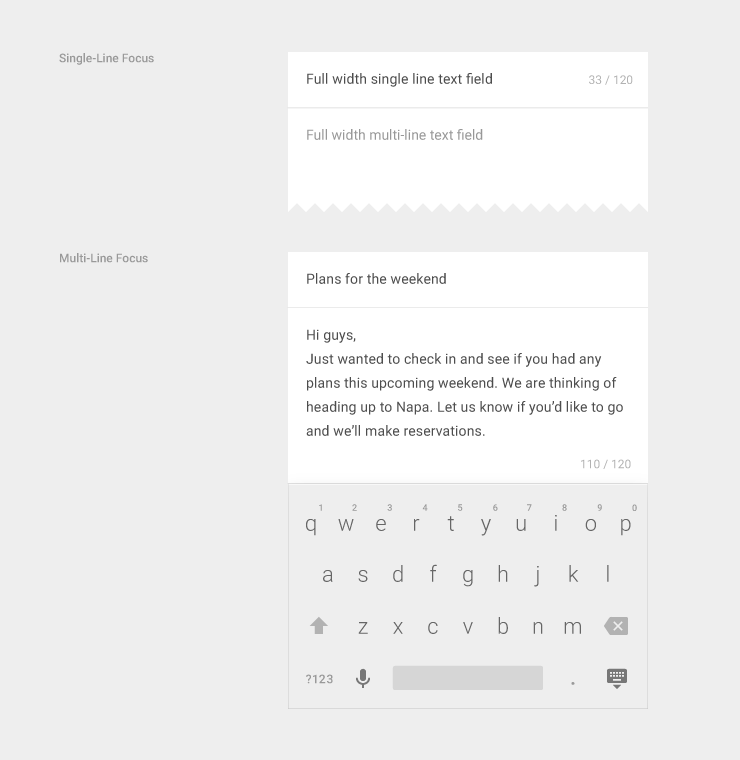 Single-Line Focus
Full width single line text field 33 / 120
Full width multi-line text field
Multi-Line Focus
Plans for the weekend
Hi guys,
Just wanted to check in and see if you had any
plans this upcoming weekend. We are thinking of
heading up to Napa. Let us know if you’d like to go
and we’ll make reservations.
110 / 120
1 2 3 4 5 6 7 8 9 0
q w e r t y u i o p
a s d f g h j k l
z x c v b n m
?123 .